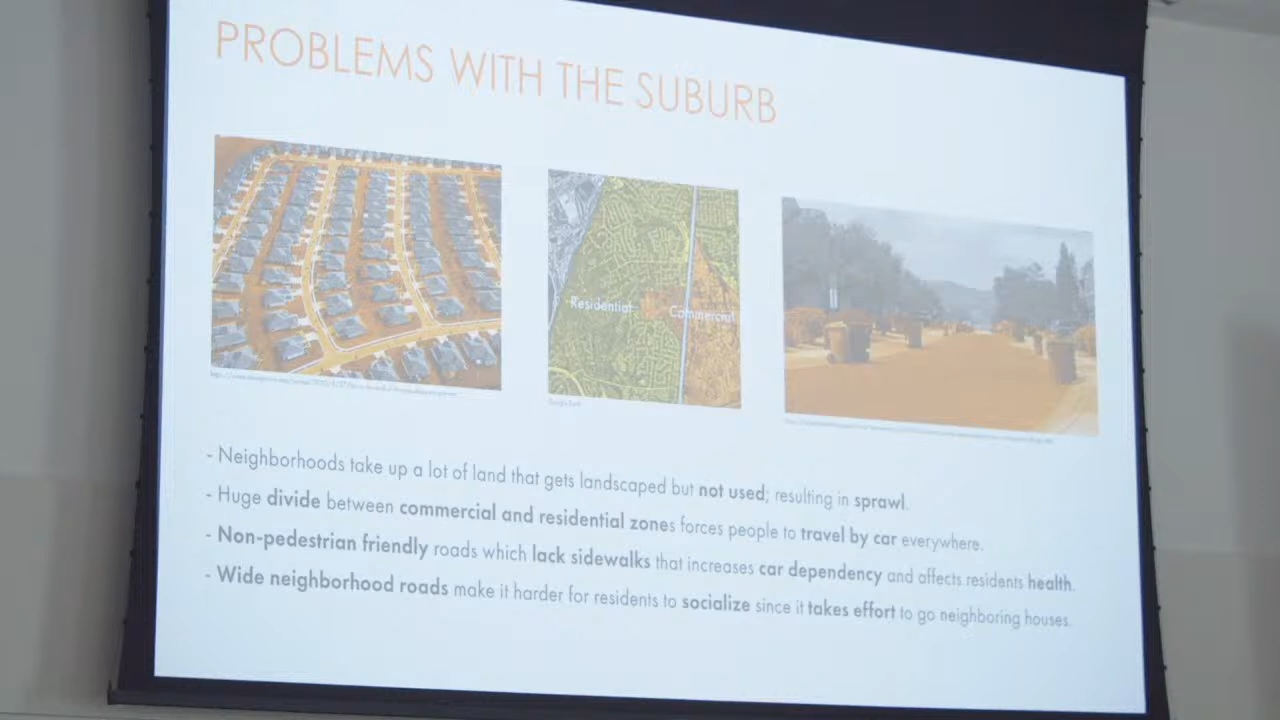 PROBLEMS WITH THE SUBURB
Residential
Commercial
Google Earth
- Neighborhoods take up a lot of land that gets landscaped but not used; resulting in sprawl.
- Huge divide between commercial and residential zones forces people to travel by car everywhere.
- Non-pedestrian friendly roads which lack sidewalks that increases car dependency and affects residents health.
- Wide neighborhood roads make it harder for residents to socialize since it takes effort to go neighboring houses.